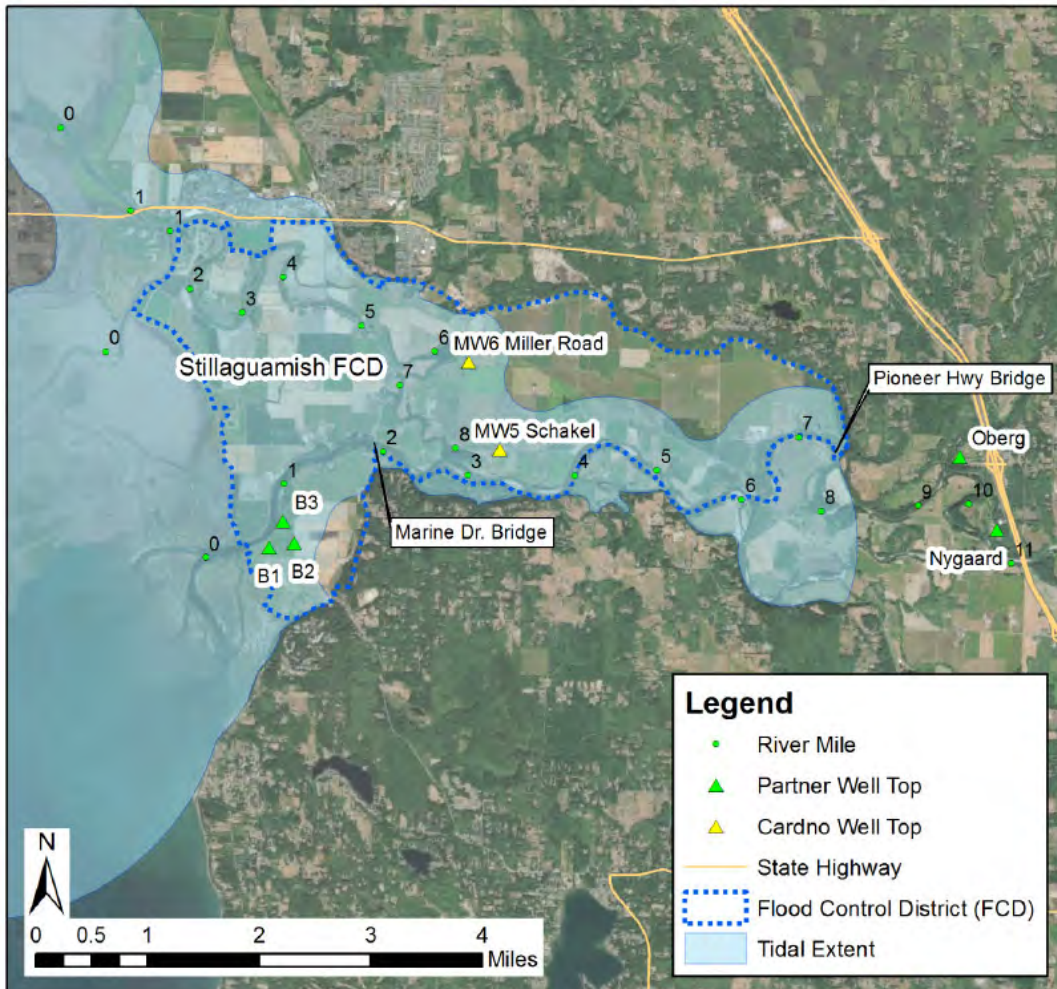 0
1
1
2
4
3
5
0
6
MW6 Miller Road
Stillaguamish FCD
7
Pioneer Hwy Bridge
MW5 Schakel
7
Oberg
2
8
3
4
5
6
8
9
10
1
B3
Marine Dr. Bridge
0
B1
B2
Nygaard
11
Legend
River Mile
Partner Well Top
Cardno Well Top
State Highway
Flood Control District (FCD)
Tidal Extent
N
0 0.5 1 2 3 4
Miles